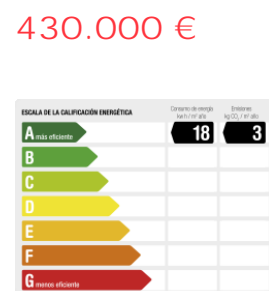 430.000 €
ESCALA DE LA CALIFICACIÓN ENERGÉTICA
Consumo de energía
kw h / m² año
Emisiones
kg CO₂ / m² año
A más eficiente
18
3
B
C
D
E
F
G menos eficiente